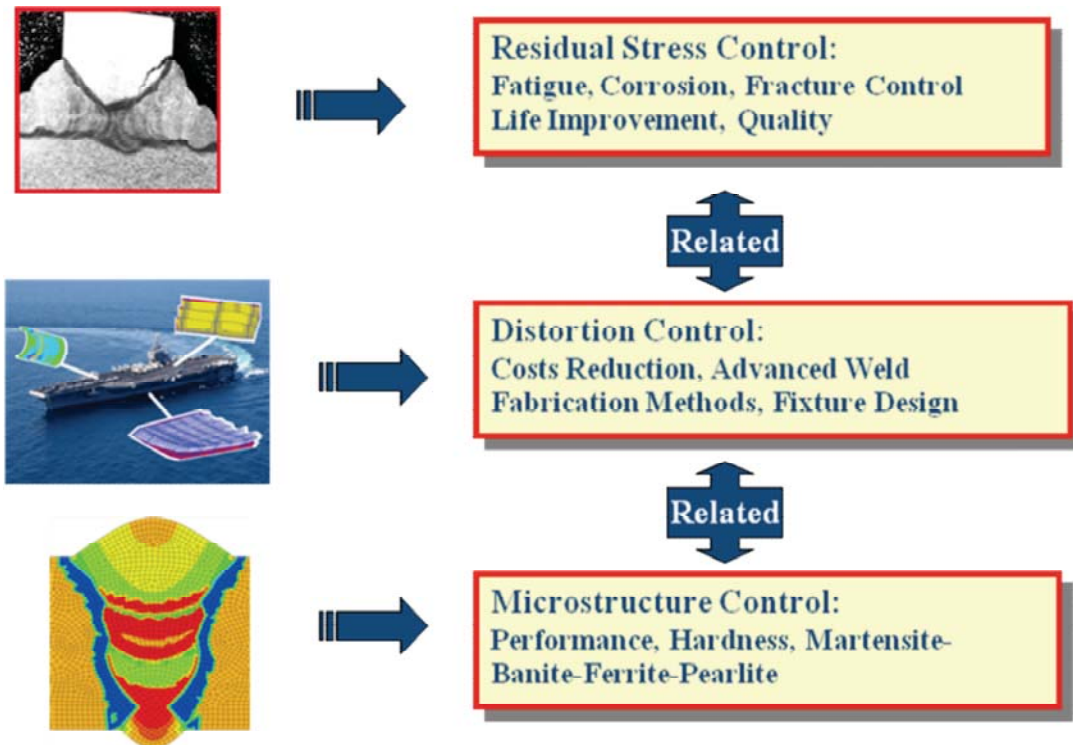 Residual Stress Control:
Fatigue, Corrosion, Fracture Control
Life Improvement, Quality
Related
Distortion Control:
Costs Reduction, Advanced Weld
Fabrication Methods, Fixture Design
Related
Microstructure Control:
Performance, Hardness, Martensite-
Banite-Ferrite-Pearlite